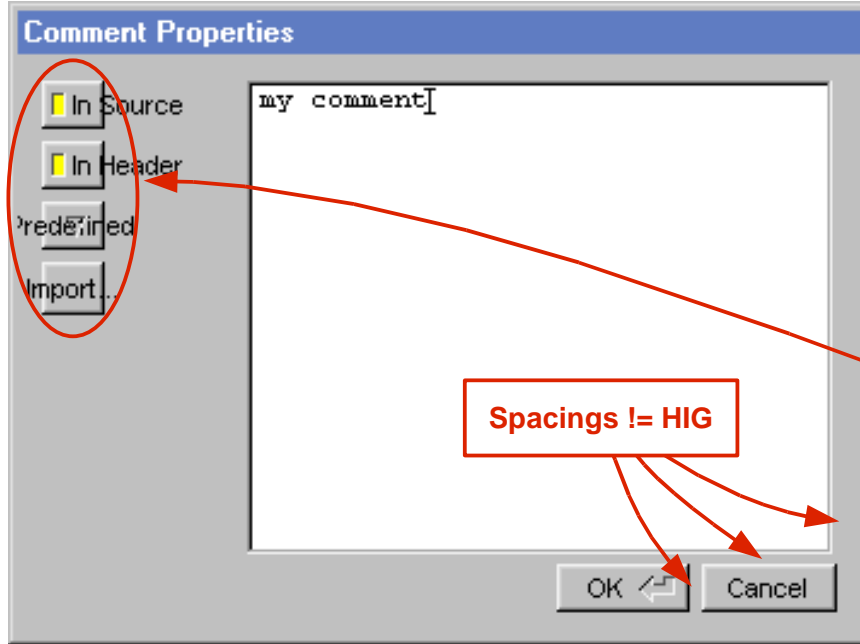 Comment Properties
In Source
my comment
In Header
Predefined
Import...
Spacings != HIG
OK
Cancel